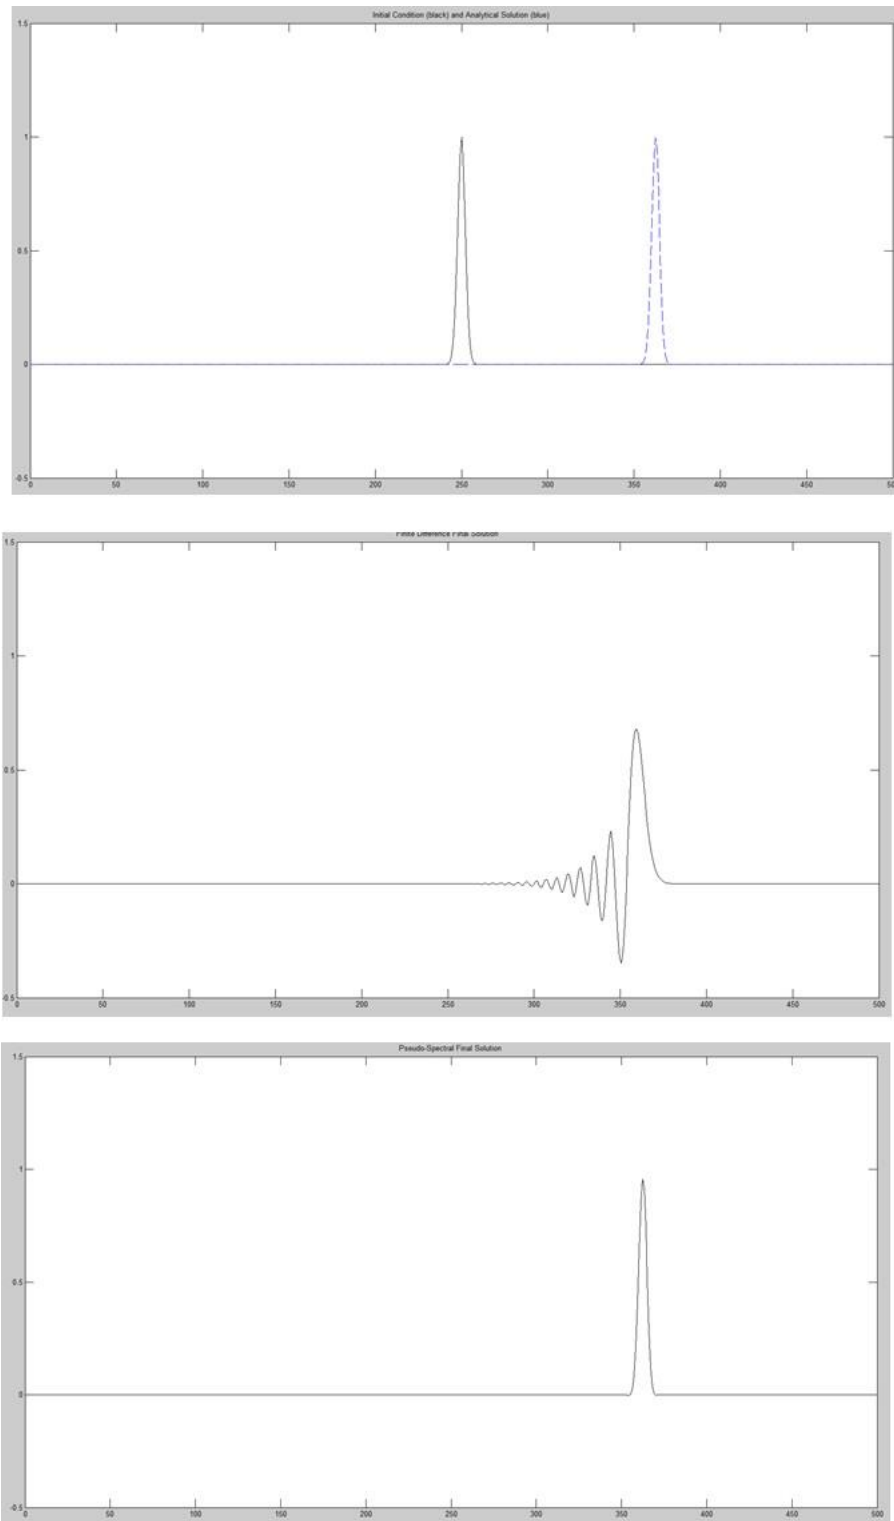 Initial Condition (black) and Analytical Solution (blue)
1.5
1
0.5
0
-0.5
0 50 100 150 200 250 300 350 400 450 500
Finite Difference Final Solution
1.5
1
0.5
0
-0.5
0 50 100 150 200 250 300 350 400 450 500
Pseudo-Spectral Final Solution
1.5
1
0.5
0
-0.5
0 50 100 150 200 250 300 350 400 450 500